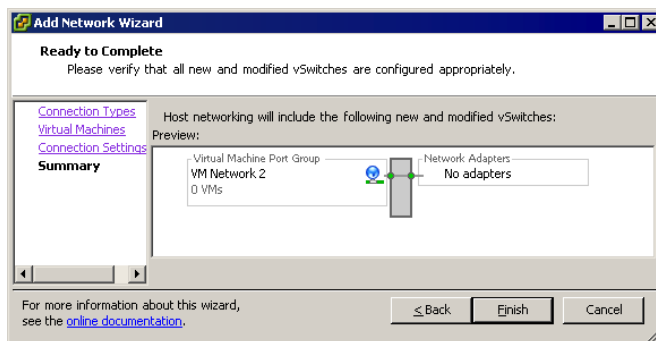 Add Network Wizard
Ready to Complete
Please verify that all new and modified vSwitches are configured appropriately.
Connection Types
Virtual Machines
Connection Settings
Summary
Host networking will include the following new and modified vSwitches:
Preview:
Virtual Machine Port Group
VM Network 2
0 VMs
Network Adapters
No adapters
For more information about this wizard,
see the online documentation.
< Back
Finish
Cancel